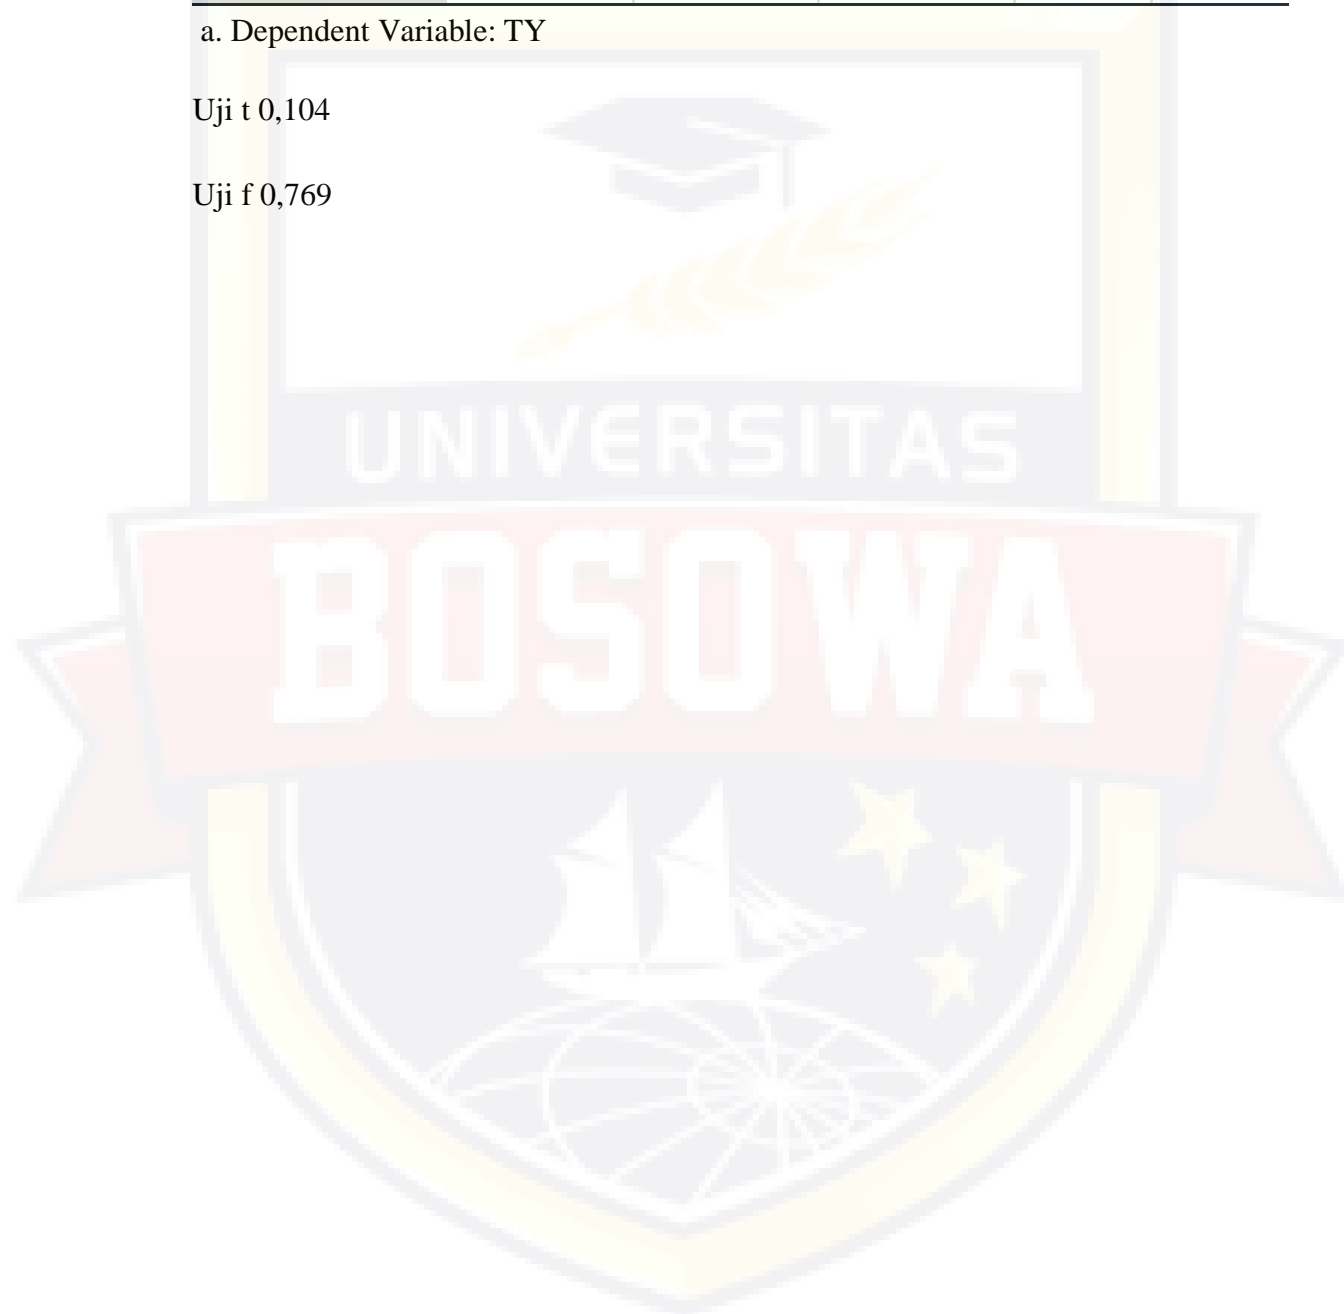 a. Dependent Variable: TY
Uji t 0,104
Uji f 0,769
UNIVERSITAS
BOSOWA